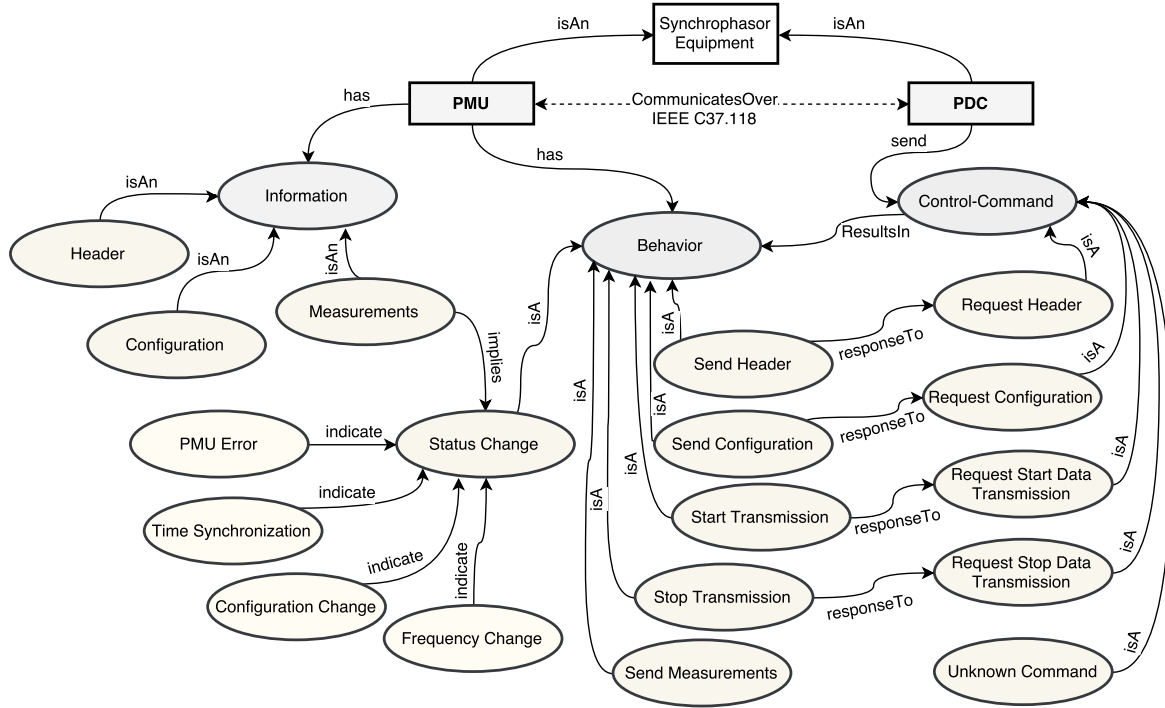 isAn
Synchrophasor
Equipment
isAn
PMU
CommunicatesOver
IEEE C37.118
PDC
has
has
send
isAn
Information
Control-Command
Header
isAn
isAn
Behavior
ResultsIn
isA
Measurements
isA
isA
Request Header
Configuration
implies
Send Header
responseTo
isA
Request Configuration
isA
isA
PMU Error
indicate
Status Change
Send Configuration
responseTo
isA
isA
Request Start Data
Transmission
indicate
isA
Time Synchronization
Start Transmission
responseTo
isA
indicate
indicate
Request Stop Data
Transmission
Configuration Change
Stop Transmission
responseTo
Frequency Change
isA
Send Measurements
Unknown Command